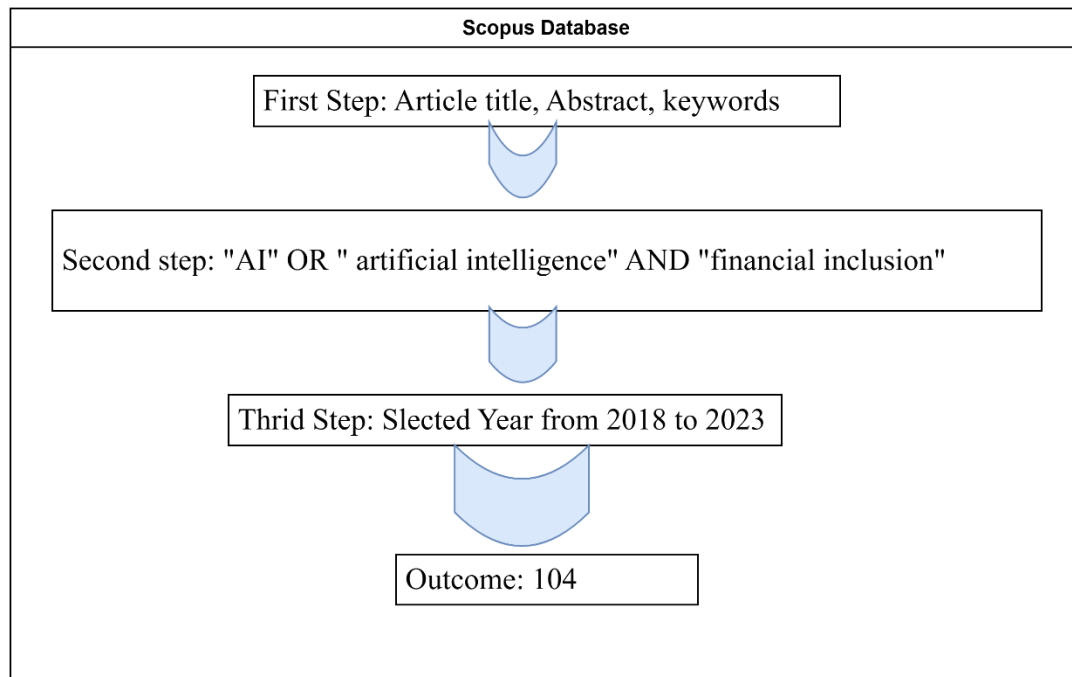 Scopus Database
First Step: Article title, Abstract, keywords
Second step: "AI" OR " artificial intelligence" AND "financial inclusion"
Thrid Step: Slected Year from 2018 to 2023
Outcome: 104